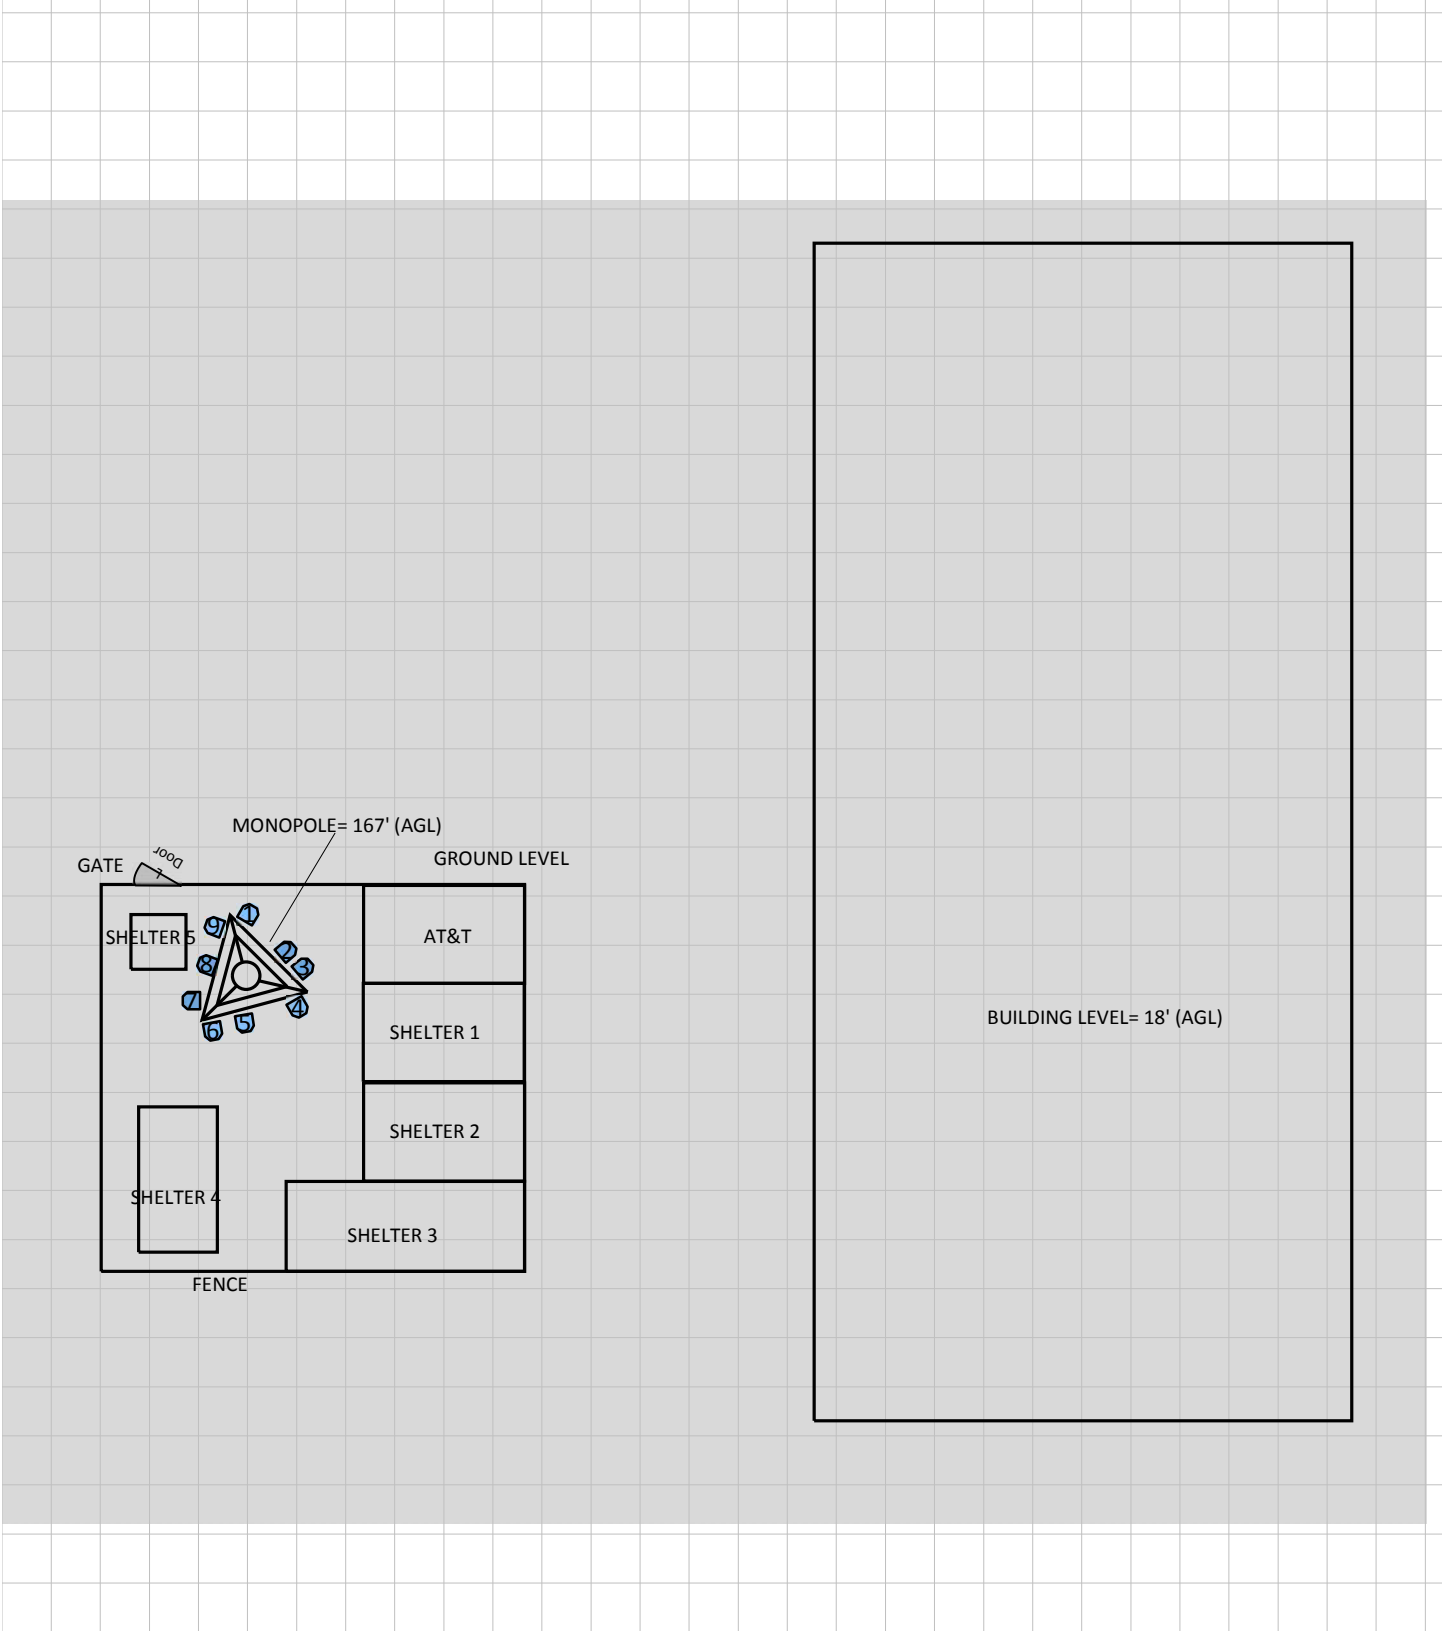 MONOPOLE= 167' (AGL)
GROUND LEVEL
GATE
Door
1
9
SHELTER 5
AT&T
2
8
3
7
4
5
6
SHELTER 1
BUILDING LEVEL= 18' (AGL)
SHELTER 2
SHELTER 4
SHELTER 3
FENCE